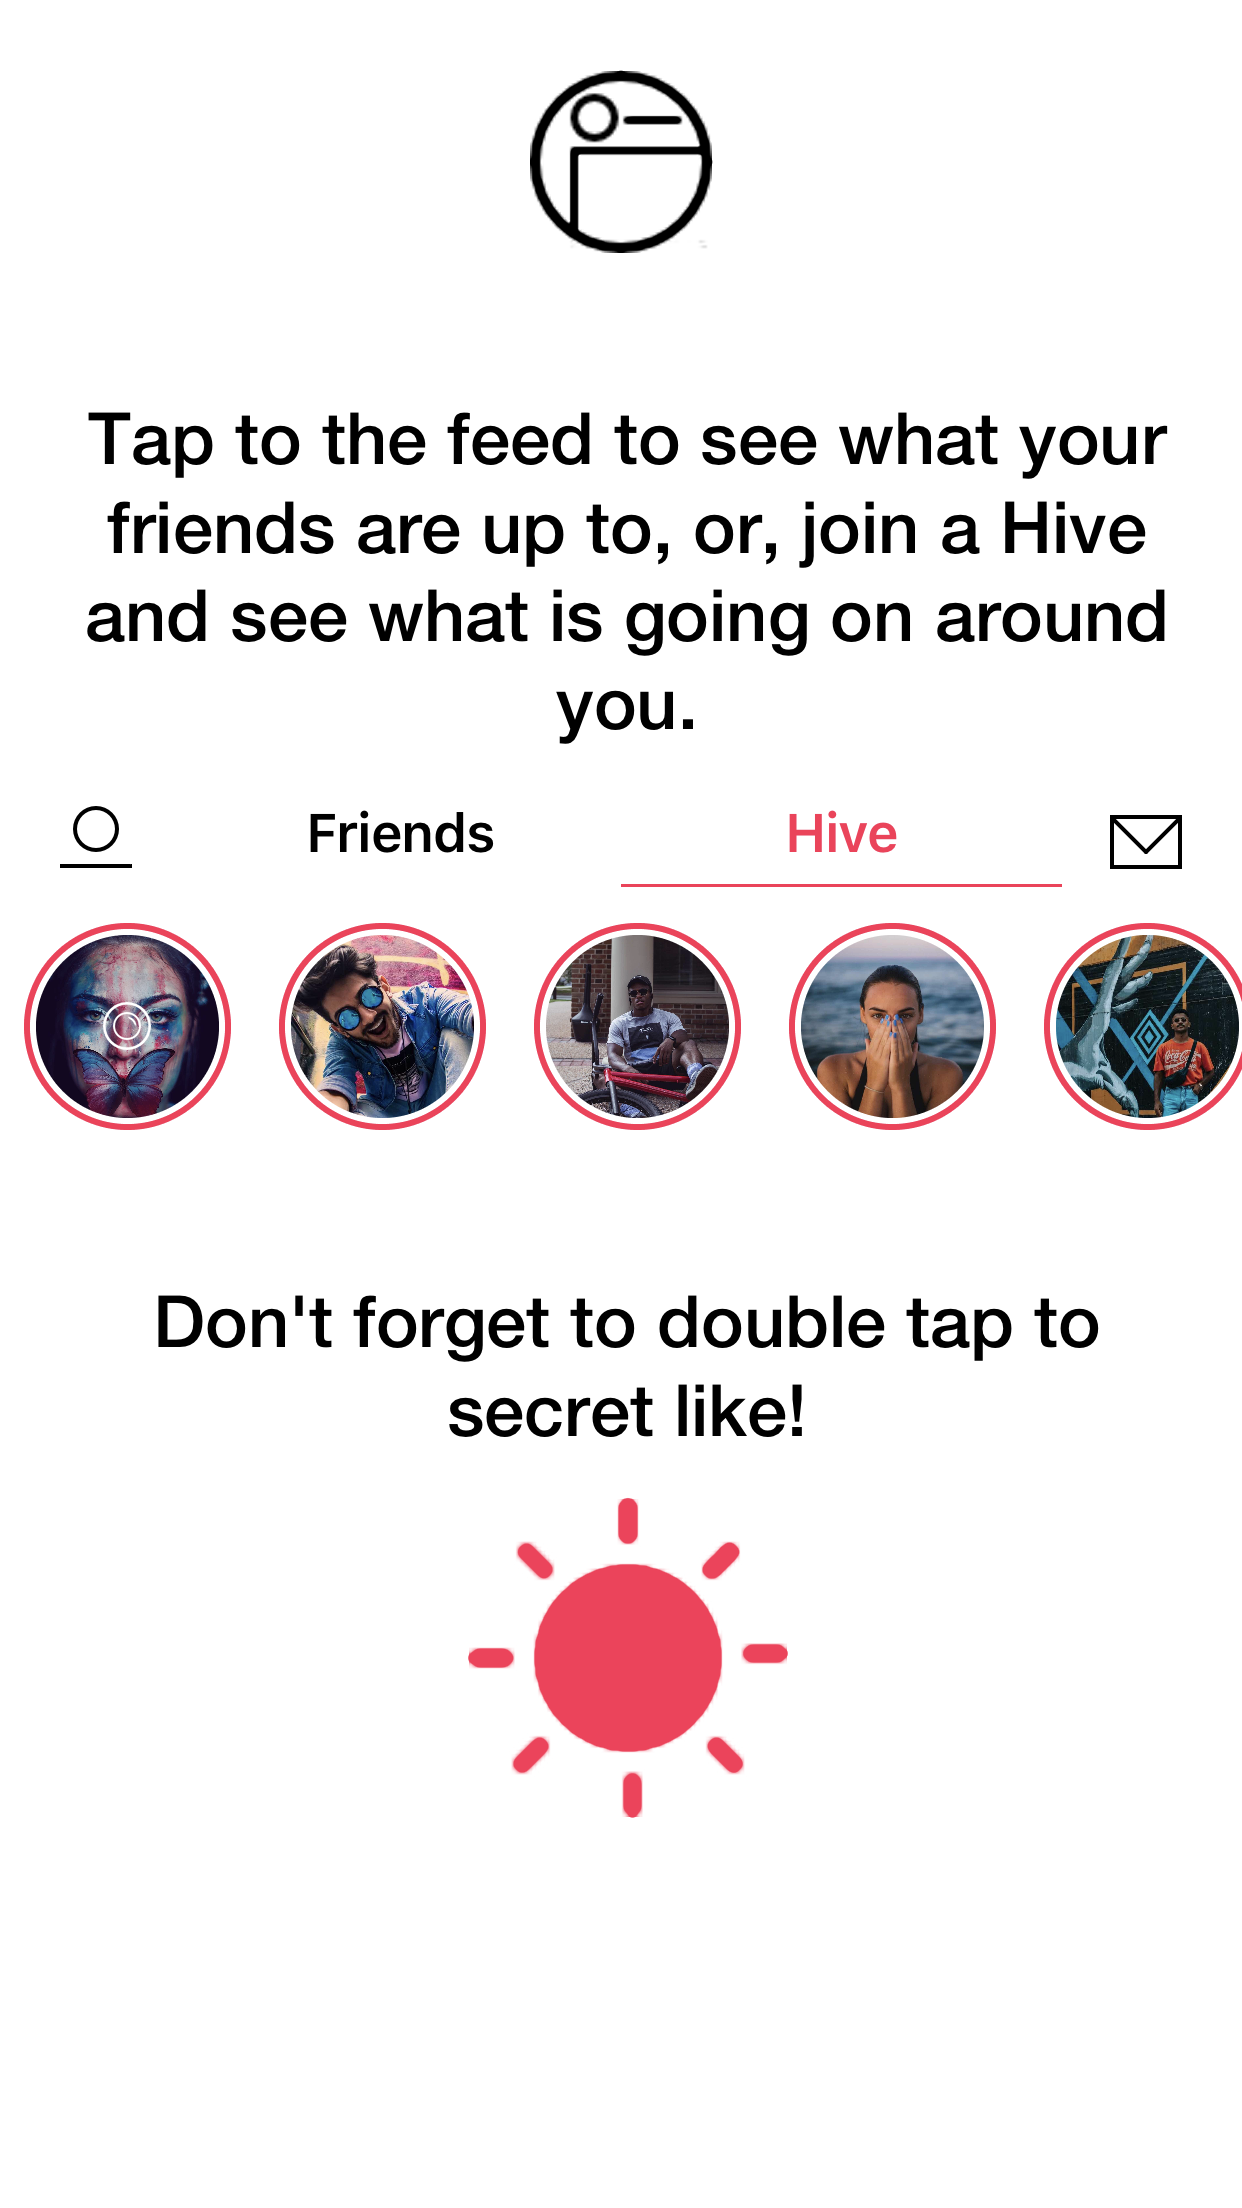 Tap to the feed to see what your
friends are up to, or, join a Hive
and see what is going on around
you.
Friends
Hive
Don't forget to double tap to
secret like!